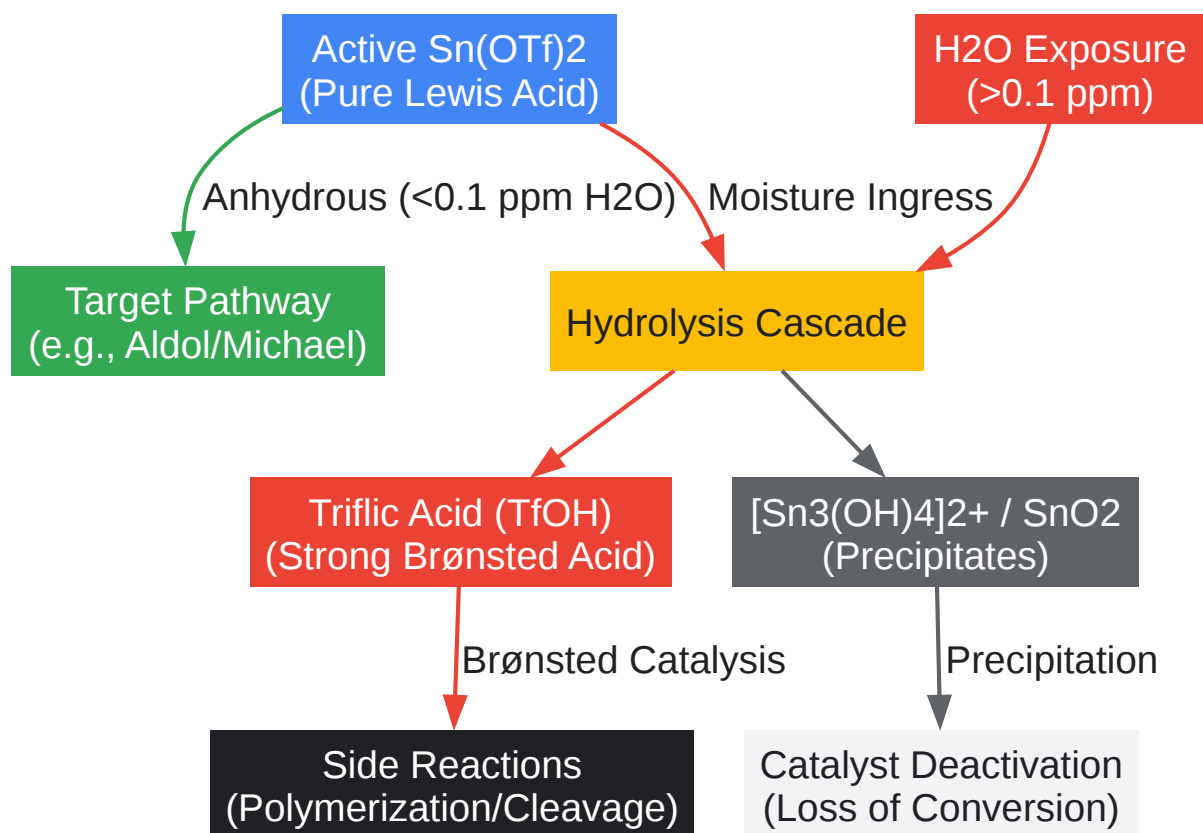 Active Sn(OTf)2
(Pure Lewis Acid)
H2O Exposure
(>0.1 ppm)
Anhydrous (<0.1 ppm H2O)
Moisture Ingress
Target Pathway
(e.g., Aldol/Michael)
Hydrolysis Cascade
Triflic Acid (TfOH)
(Strong Brønsted Acid)
[Sn3(OH)4]2+ / SnO2
(Precipitates)
Brønsted Catalysis
Precipitation
Side Reactions
(Polymerization/Cleavage)
Catalyst Deactivation
(Loss of Conversion)